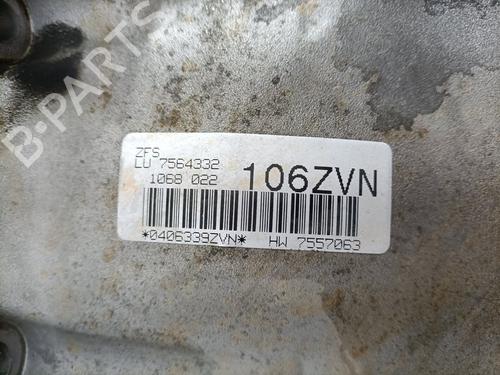 B-PARTS
ZFS
LU 7564332
1068 022
106ZVN
*0406339ZVN* HW 7557063